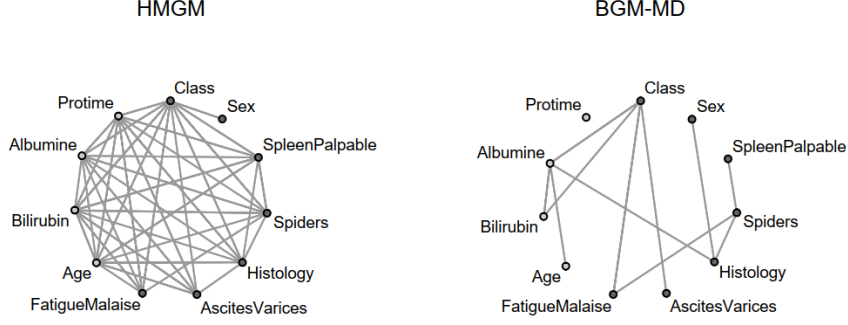 HMGM
Class
Sex
Protime
Albumine
SpleenPalpable
Bilirubin
Spiders
Age
Histology
FatigueMalaise
AscitesVarices
BGM-MD
Class
Sex
Protime
Albumine
SpleenPalpable
Bilirubin
Spiders
Age
Histology
FatigueMalaise
AscitesVarices